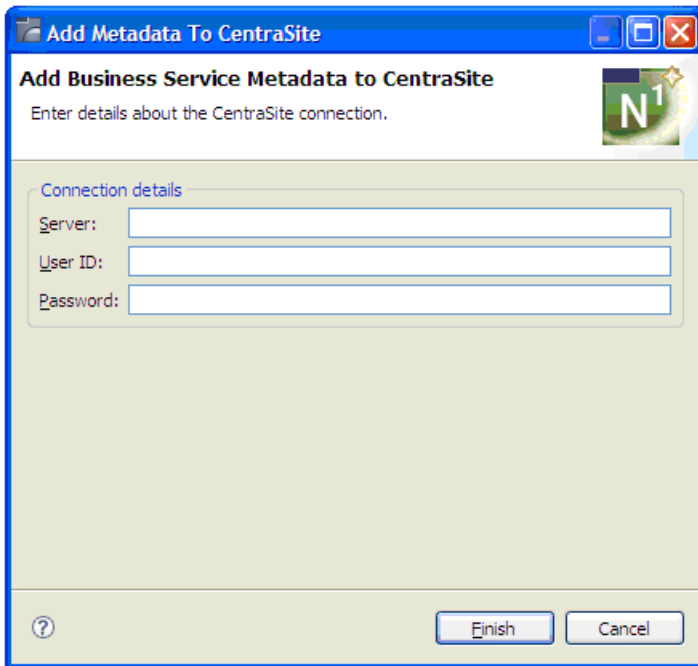 Add Metadata To CentraSite
Add Business Service Metadata to CentraSite
Enter details about the CentraSite connection.
N1
Connection details
Server:
User ID:
Password:
?
Finish
Cancel